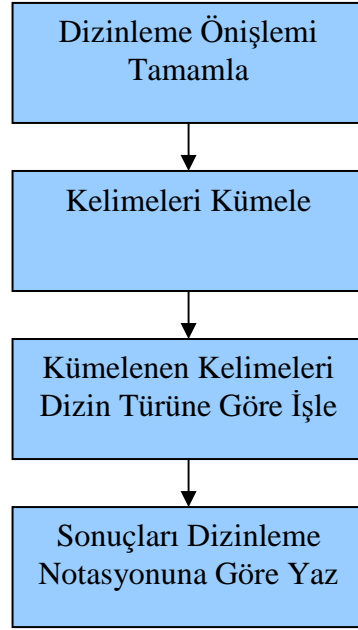 Dizinleme Önişlemi
Tamamla
Kelimeleri Kümele
Kümelenen Kelimeleri
Dizin Türüne Göre İşle
Sonuçları Dizinleme
Notasyonuna Göre Yaz